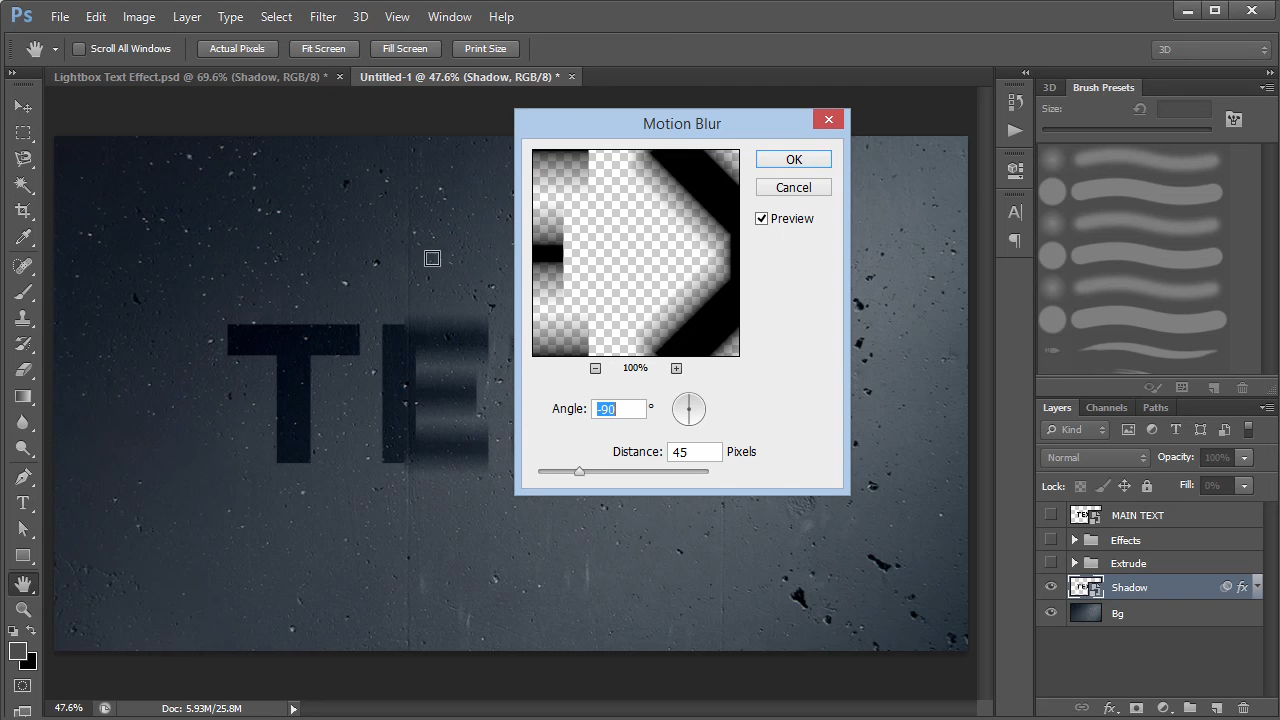 Ps File Edit Image Layer Type Select Filter 3D View Window Help
Scroll All Windows Actual Pixels Fit Screen Fill Screen Print Size 3D
Lightbox Text Effect.psd @ 69.6% (Shadow, RGB/8) * × Untitled-1 @ 47.6% (Shadow, RGB/8) * ×
3D Brush Presets
Size:
Motion Blur
OK
Cancel
Preview
100%
Angle: -90 °
Distance: 45 Pixels
TE
Layers Channels Paths
Kind
Normal Opacity: 100%
Lock: Fill: 0%
MAIN TEXT
Effects
Extrude
Shadow fx
Bg
47.6% Doc: 5.93M/25.8M
fx